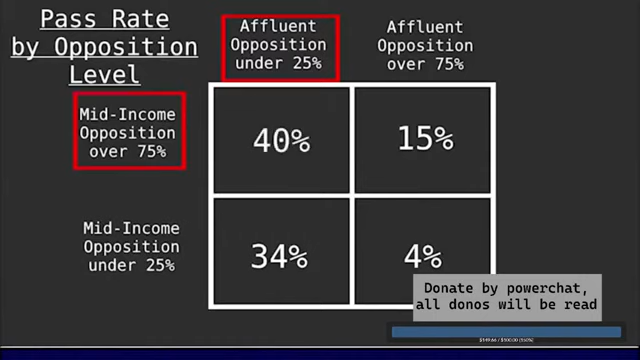 Pass Rate
by Opposition
Level
Affluent
Opposition
under 25%
Affluent
Opposition
over 75%
Mid-Income
Opposition
over 75%
40%
15%
Mid-Income
Opposition
under 25%
34%
4%
Donate by powerchat,
all donos will be read